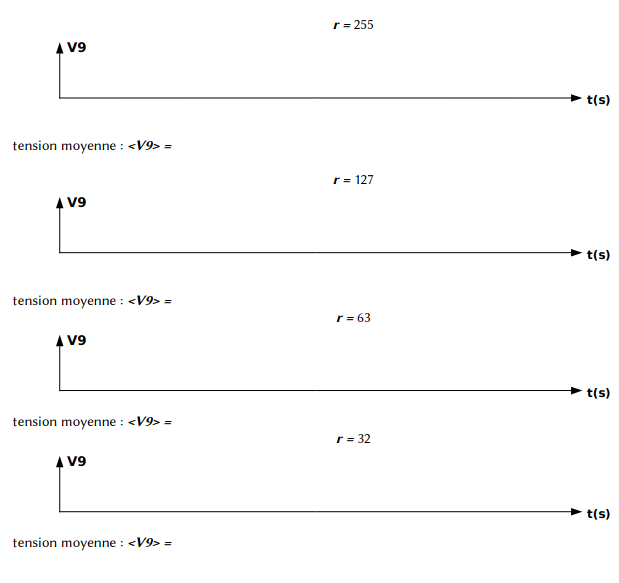 r = 255
V9
t(s)
tension moyenne : <V9> =
r = 127
V9
t(s)
tension moyenne : <V9> =
r = 63
V9
t(s)
tension moyenne : <V9> =
r = 32
V9
t(s)
tension moyenne : <V9> =